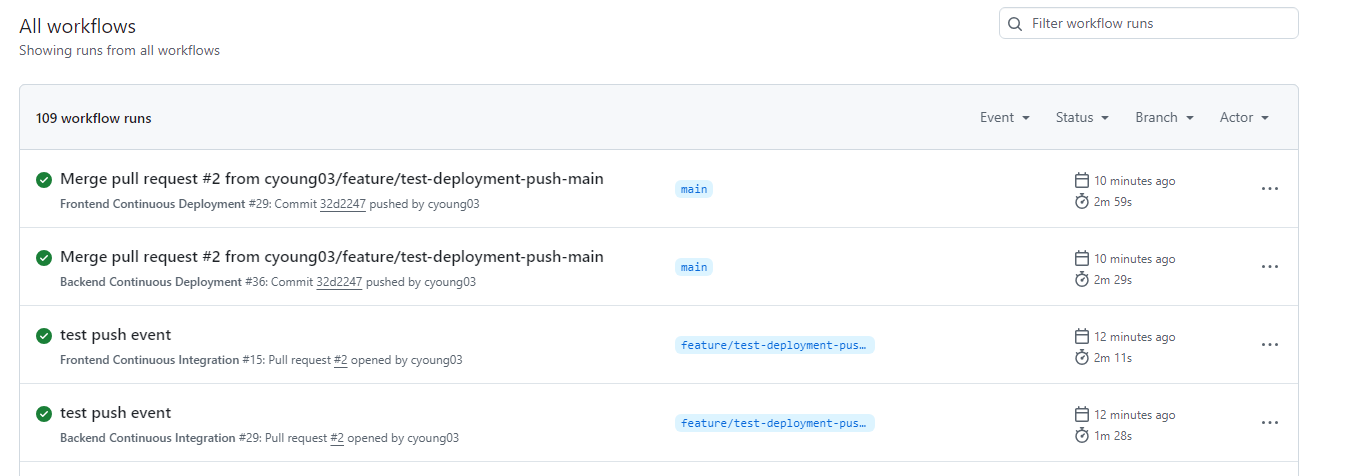 All workflows
Filter workflow runs
Showing runs from all workflows
109 workflow runs
Event
Status
Branch
Actor
Merge pull request #2 from cyoung03/feature/test-deployment-push-main
Frontend Continuous Deployment #29: Commit 32d2247 pushed by cyoung03
main
10 minutes ago
2m 59s
Merge pull request #2 from cyoung03/feature/test-deployment-push-main
Backend Continuous Deployment #36: Commit 32d2247 pushed by cyoung03
main
10 minutes ago
2m 29s
test push event
Frontend Continuous Integration #15: Pull request #2 opened by cyoung03
feature/test-deployment-pus…
12 minutes ago
2m 11s
test push event
Backend Continuous Integration #29: Pull request #2 opened by cyoung03
feature/test-deployment-pus…
12 minutes ago
1m 28s